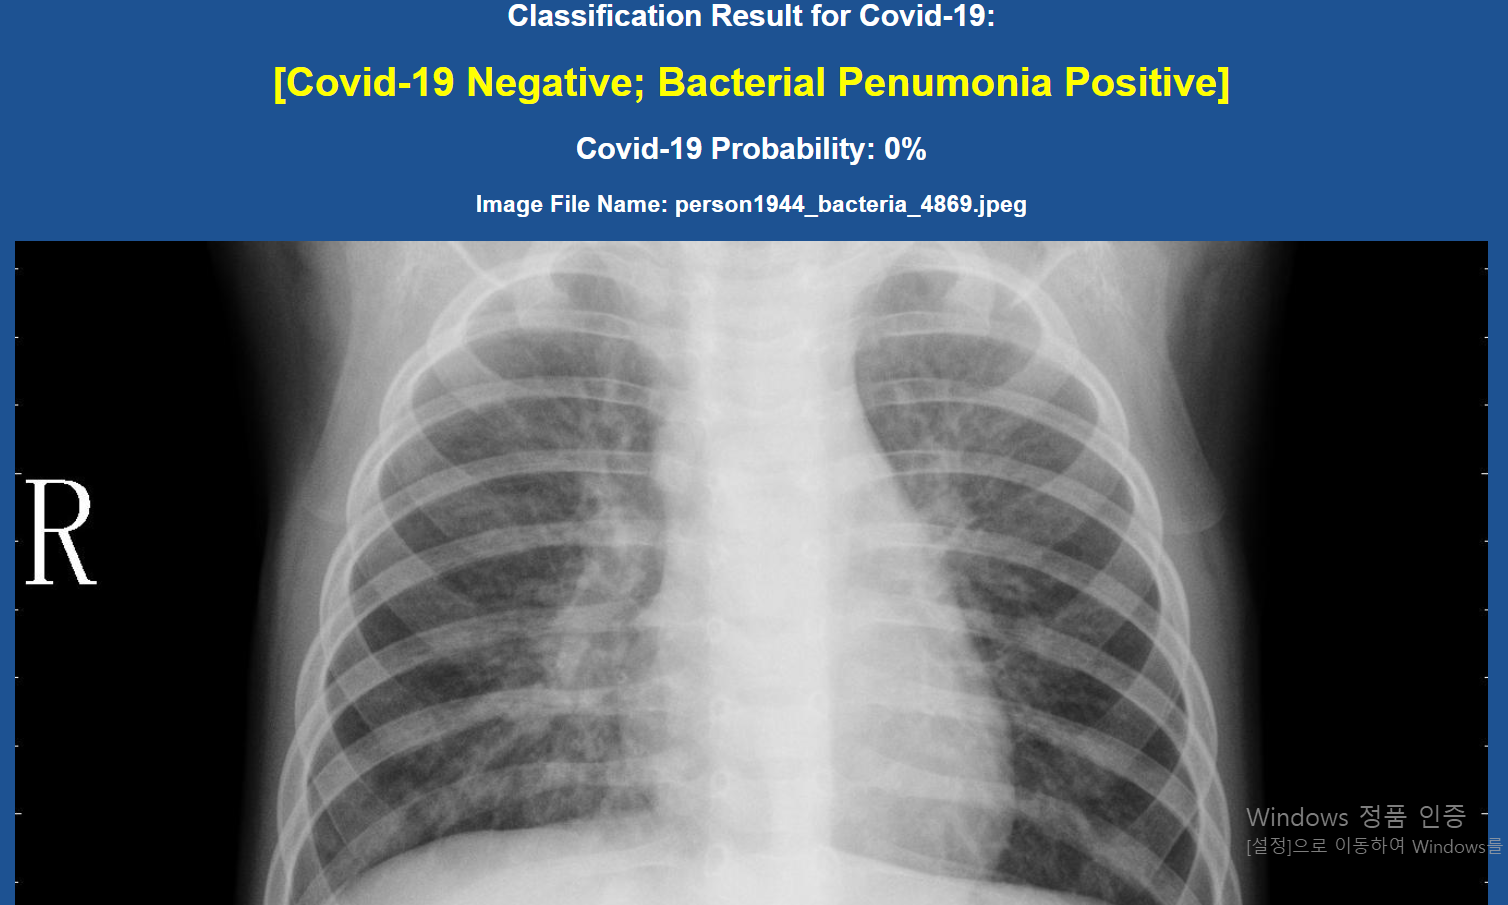 Classification Result for Covid-19:
[Covid-19 Negative; Bacterial Penumonia Positive]
Covid-19 Probability: 0%
Image File Name: person1944_bacteria_4869.jpeg
R
Windows 정품 인증
[설정]으로 이동하여 Windows를